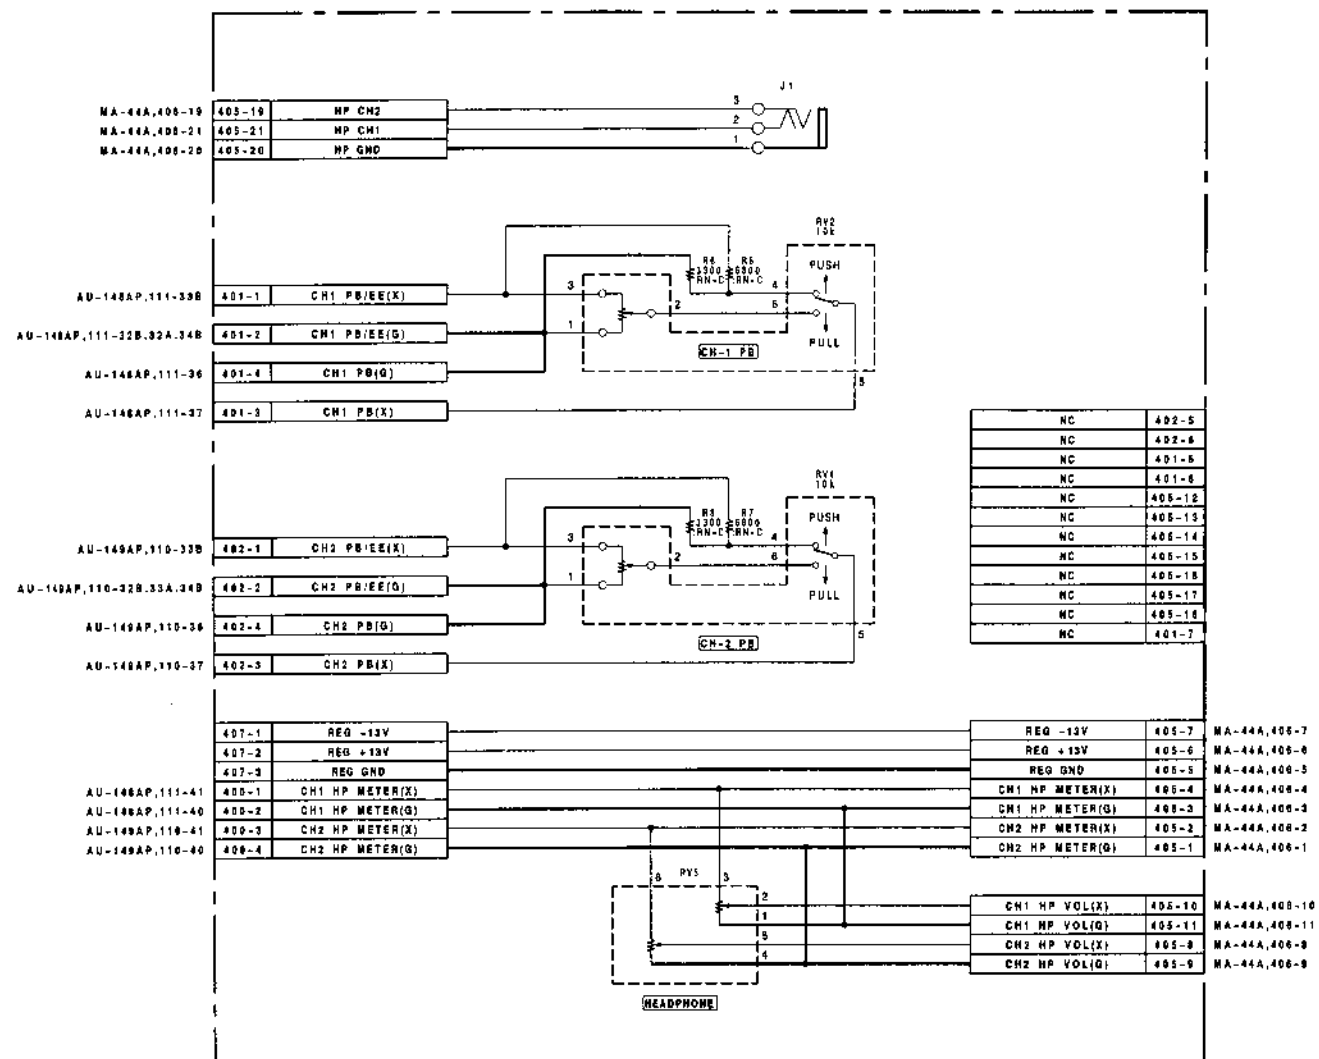 J1
MA-44A,406-19 405-19 HP CH2 3
MA-44A,406-21 405-21 HP CH1 2
MA-44A,406-20 405-20 HP GND 1
RV2
10K
R6 R5
3300 6800
:RN-C :RN-C
PUSH
AU-148AP,111-33B 401-1 CH1 PB/EE(X) 3 2 4
6
AU-148AP,111-32B,32A,34B 401-2 CH1 PB/EE(G) 1
PULL
CH-1 PB
AU-148AP,111-36 401-4 CH1 PB(G)
5
AU-148AP,111-37 401-3 CH1 PB(X)
NC 402-5
NC 402-6
NC 401-5
NC 401-6
NC 405-12
NC 405-13
NC 405-14
NC 405-15
NC
NC 405-17
NC 405-16
NC 401-7
RV4
10K
R8 R7
3300 6800
:RN-C :RN-C
PUSH
AU-149AP,110-33B 402-1 CH2 PB/EE(X) 3 2 4
6
AU-149AP,110-32B,33A,34B 402-2 CH2 PB/EE(G) 1
PULL
AU-149AP,110-36 402-4 CH2 PB(G)
5
CH-2 PB
AU-149AP,110-37 402-3 CH2 PB(X)
407-1 REG -13V REG -13V 405-7 MA-44A,406-7
407-2 REG +13V REG +13V 405-6 MA-44A,406-6
407-3 REG GND REG GND 405-5 MA-44A,406-5
AU-148AP,111-41 400-1 CH1 HP METER(X) CH1 HP METER(X) 405-4 MA-44A,406-4
AU-148AP,111-40 400-2 CH1 HP METER(G) CH1 HP METER(G) 405-3 MA-44A,406-3
AU-149AP,110-41 400-3 CH2 HP METER(X) CH2 HP METER(X) 405-2 MA-44A,406-2
AU-149AP,110-40 400-4 CH2 HP METER(G) CH2 HP METER(G) 405-1 MA-44A,406-1
6 RV5 3
2 CH1 HP VOL(X) 405-10 MA-44A,406-10
1 CH1 HP VOL(G) 405-11 MA-44A,406-11
5 CH2 HP VOL(X) 405-8 MA-44A,406-8
4 CH2 HP VOL(G) 405-9 MA-44A,406-9
HEADPHONE